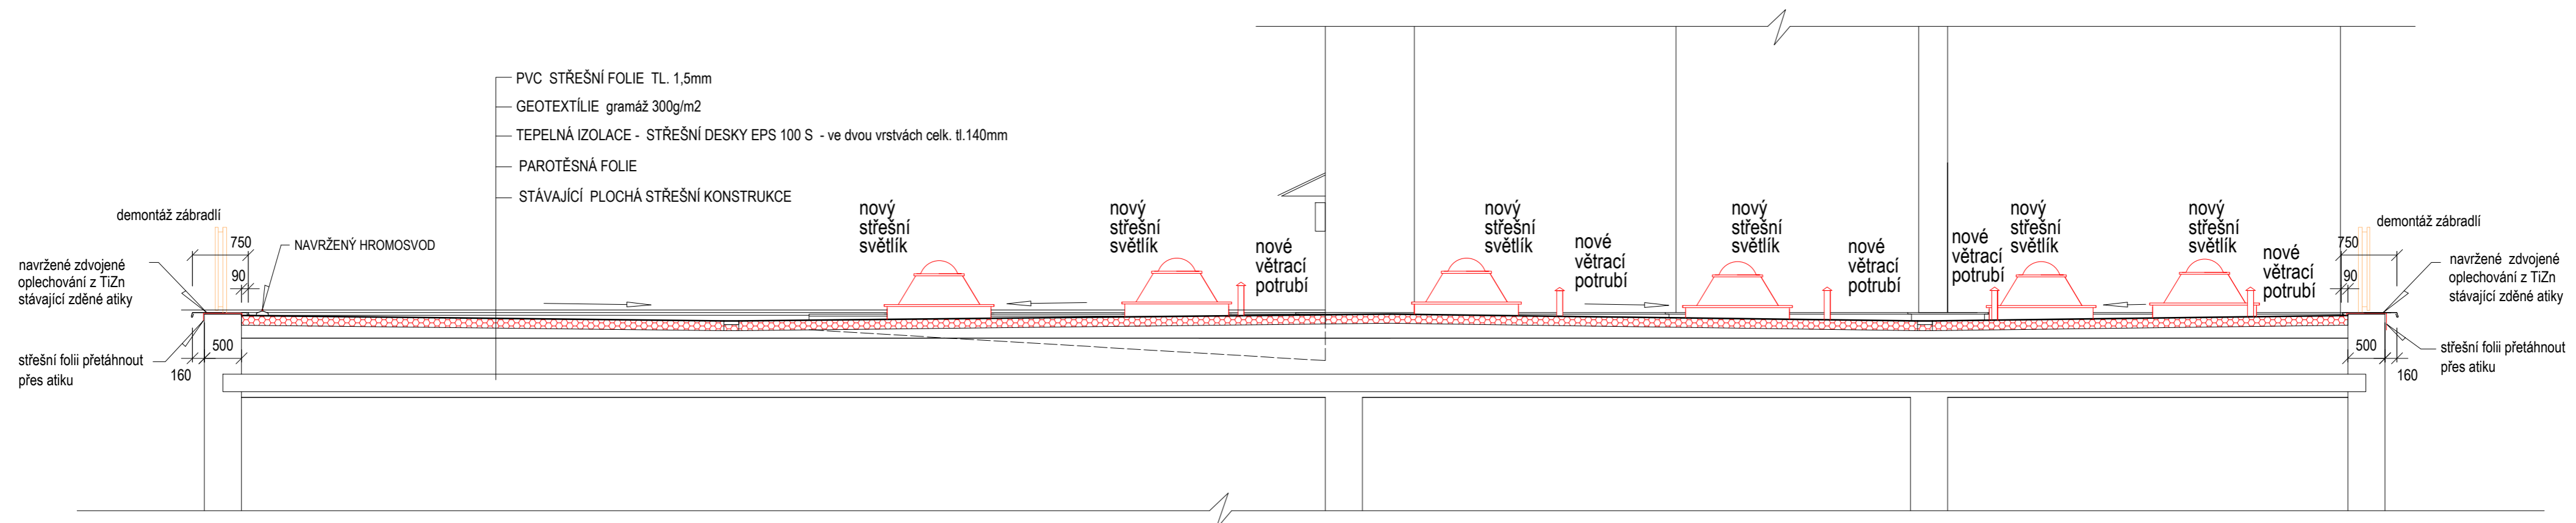 PVC STŘEŠNÍ FOLIE TL. 1,5mm
GEOTEXTÍLIE gramáž 300g/m2
TEPELNÁ IZOLACE - STŘEŠNÍ DESKY EPS 100 S - ve dvou vrstvách celk. tl.140mm
PAROTĚSNÁ FOLIE
STÁVAJÍCÍ PLOCHÁ STŘEŠNÍ KONSTRUKCE
demontáž zábradlí
750
NAVRŽENÝ HROMOSVOD
90
navržené zdvojené
oplechování z TiZn
stávající zděné atiky
střešní folii přetáhnout
přes atiku
500
160
nový
střešní
světlík
nový
střešní
světlík
nové
větrací
potrubí
nový
střešní
světlík
nové
větrací
potrubí
nový
střešní
světlík
nové
větrací
potrubí
nové
větrací
potrubí
nový
střešní
světlík
nový
střešní
světlík
nové
větrací
potrubí
demontáž zábradlí
750
90
navržené zdvojené
oplechování z TiZn
stávající zděné atiky
500
160
střešní folii přetáhnout
přes atiku